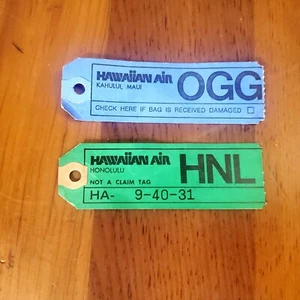 HAWAIIAN AIR OGG
KAHULUI, MAUI
CHECK HERE IF BAG IS RECEIVED DAMAGED
HAWAIIAN AIR HNL
HONOLULU
NOT A CLAIM TAG
HA- 9-40-31